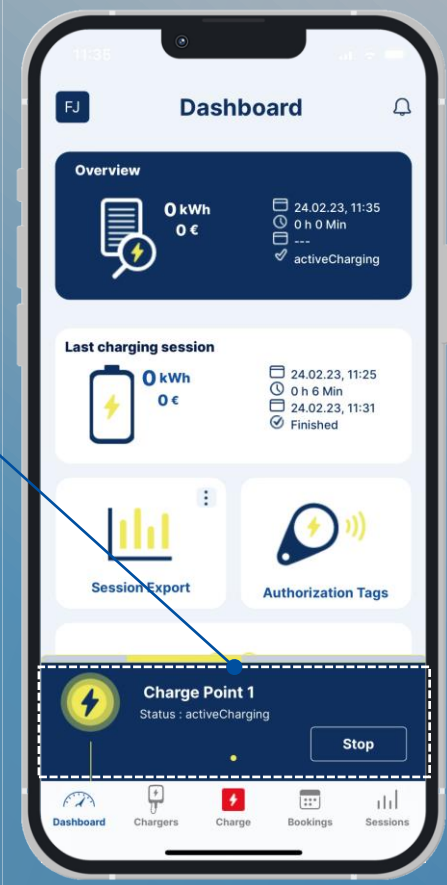 11:35
FJ
Dashboard
Overview
0 kWh
0 €
24.02.23, 11:35
0 h 0 Min
---
activeCharging
Last charging session
0 kWh
0 €
24.02.23, 11:25
0 h 6 Min
24.02.23, 11:31
Finished
Session Export
Authorization Tags
Charge Point 1
Status : activeCharging
Stop
Dashboard
Chargers
Charge
Bookings
Sessions